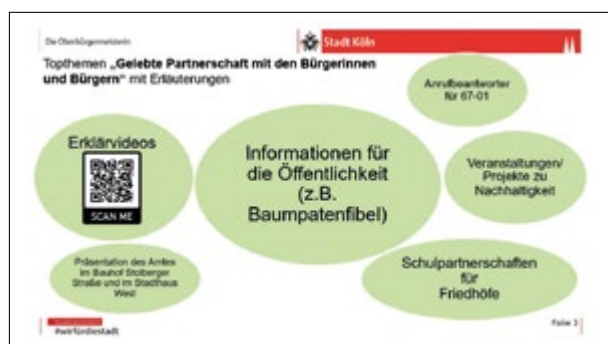 Die Oberbürgermeisterin
Stadt Köln
Topthemen „Gelebte Partnerschaft mit den Bürgerinnen
und Bürgern“ mit Erläuterungen
Anrufbeantworter
für 67-01
Erklärvideos
SCAN ME
Informationen für
die Öffentlichkeit
(z.B.
Baumpatenfibel)
Veranstaltungen/
Projekte zu
Nachhaltigkeit
Präsentation des Amtes
im Bauhof Stolberger
Straße und im Stadthaus
West
Schulpartnerschaften
für
Friedhöfe
#wirfürdiestadt
Folie 3